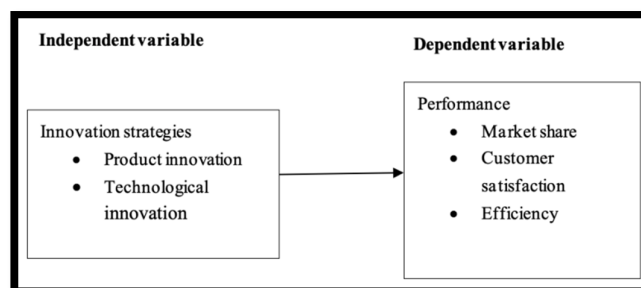 Independent variable
Dependent variable
Innovation strategies
• Product innovation
• Technological
innovation
Performance
• Market share
• Customer
satisfaction
• Efficiency